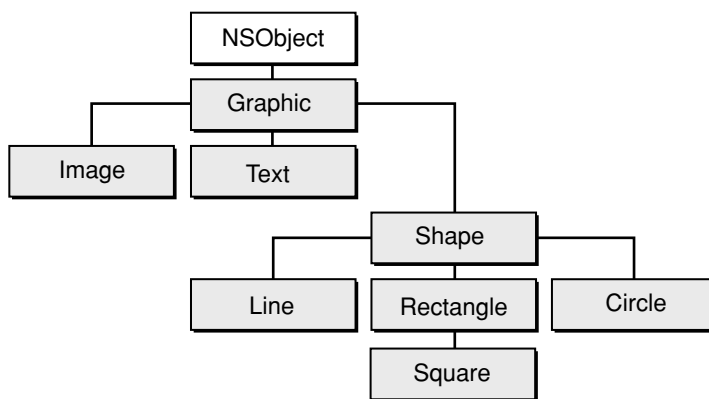 NSObject
Graphic
Image
Text
Shape
Line
Rectangle
Circle
Square